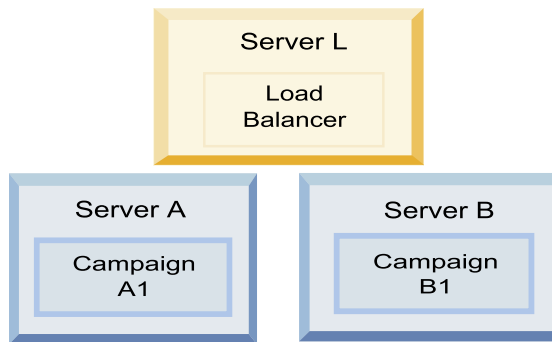 Server L
Load
Balancer
Server A
Campaign
A1
Server B
Campaign
B1